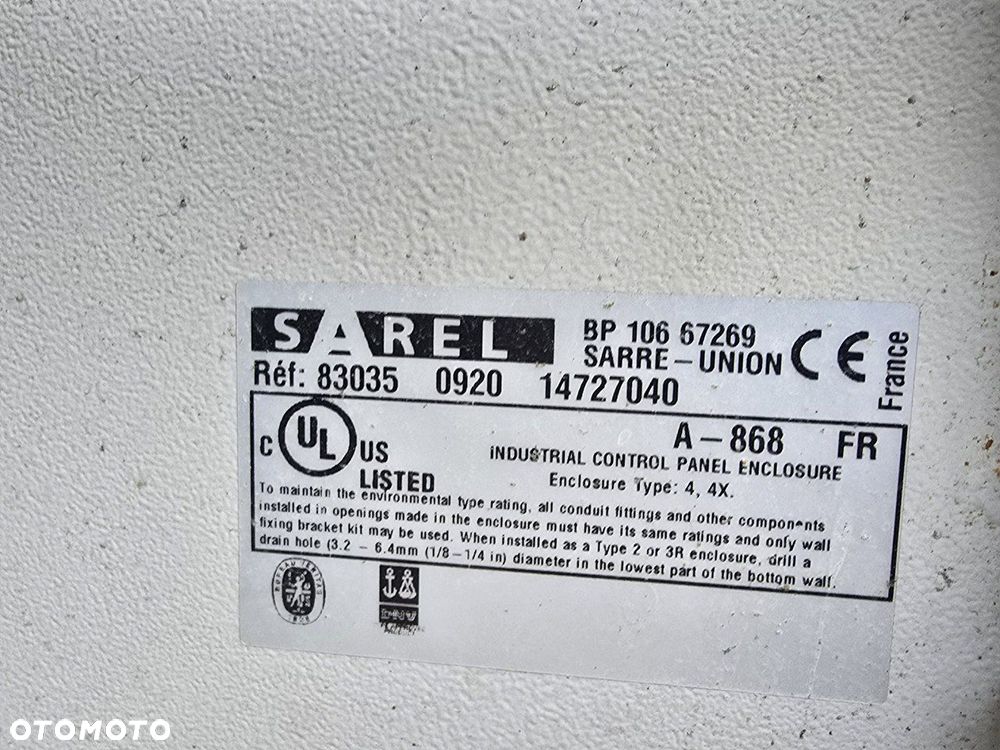 SAREL
BP 106 67269
SARRE-UNION
CE
France
Réf: 83035 0920 14727040
A-868 FR
C UL US
LISTED
INDUSTRIAL CONTROL PANEL ENCLOSURE
Enclosure Type: 4, 4X.
To maintain the environmental type rating, all conduit fittings and other components
installed in openings made in the enclosure must have its same ratings and only wall
fixing bracket kit may be used. When installed as a Type 2 or 3R enclosure, drill a
drain hole (3.2 - 6.4mm (1/8-1/4 in) diameter in the lowest part of the bottom wall.
BUREAU VERITAS
DNV
OTOMOTO